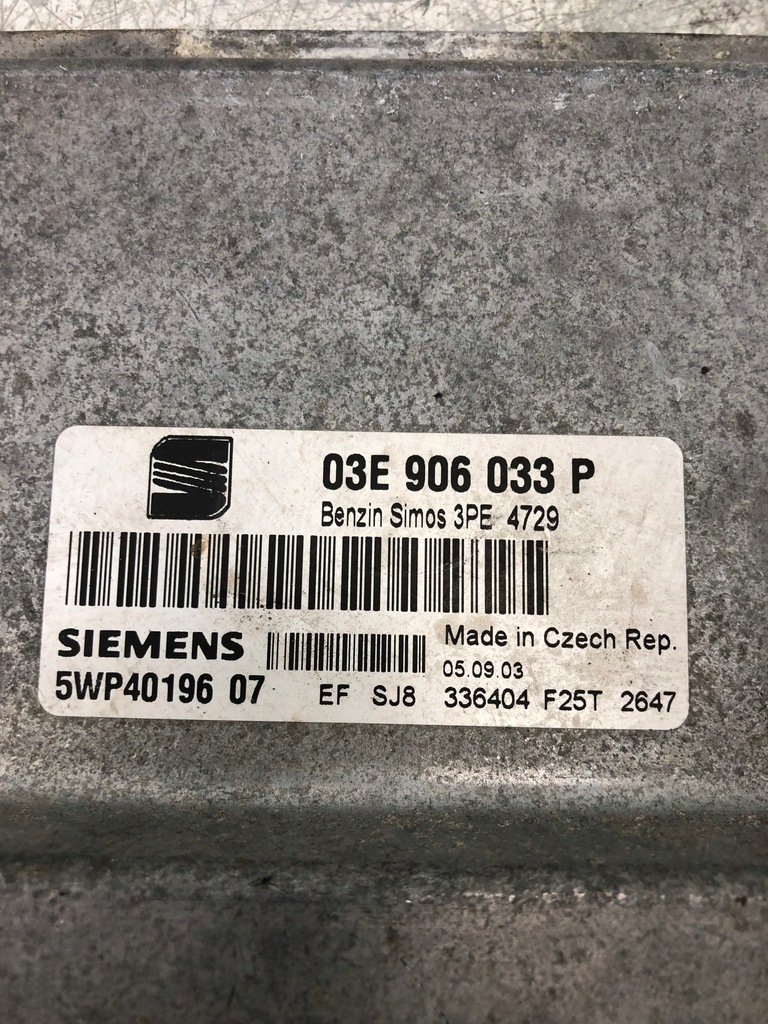 03E 906 033 P
Benzin Simos 3PE 4729
SIEMENS
Made in Czech Rep.
05.09.03
5WP40196 07 EF SJ8 336404 F25T 2647